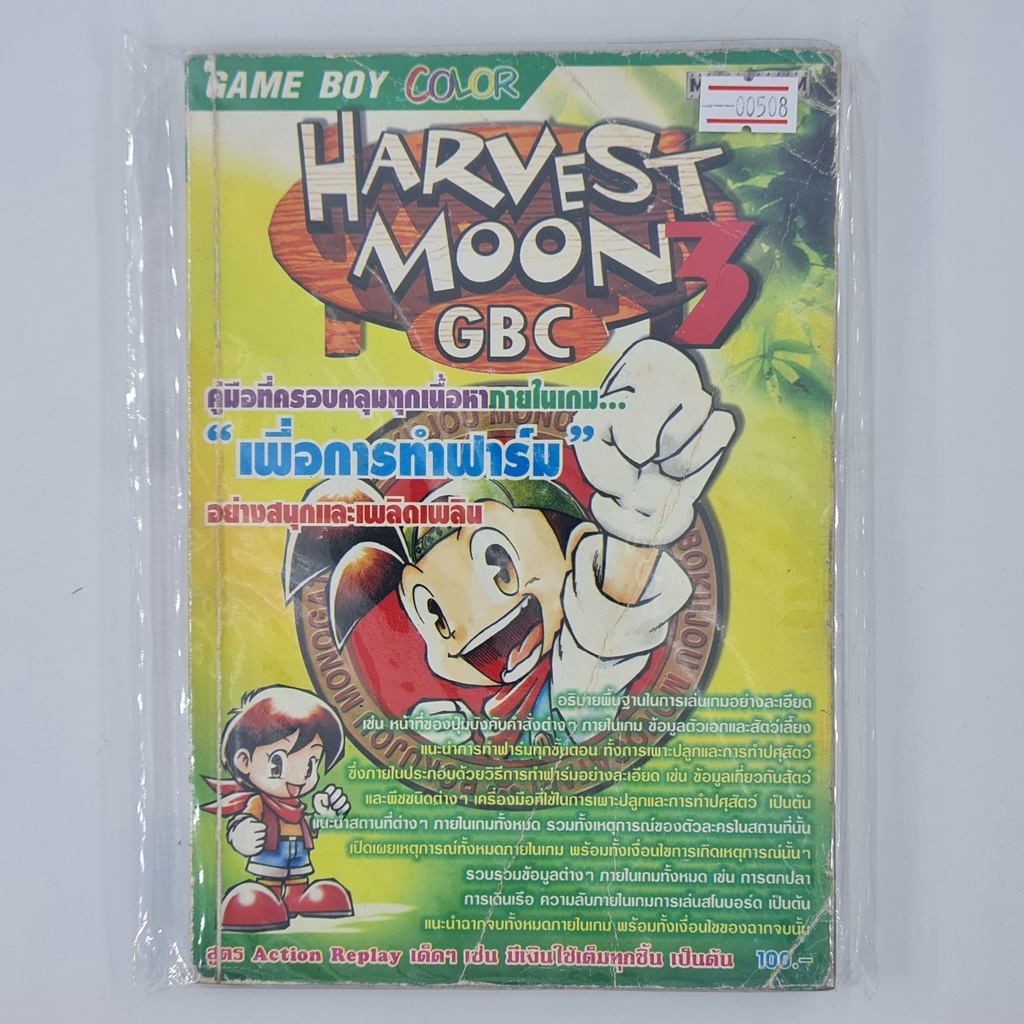 GAME BOY COLOR
00508
HARVEST
MOON 3
GBC
คู่มือที่ครอบคลุมทุกเนื้อหาภายในเกม...
“เพื่อการทำฟาร์ม”
อย่างสนุกและเพลิดเพลิน
BOKUJOU MONOGATARI
อธิบายพื้นฐานในการเล่นเกมอย่างละเอียด
เช่น หน้าที่ของปุ่มบังคับคำสั่งต่างๆ ภายในเกม ข้อมูลตัวเอกและสัตว์เลี้ยง
แนะนำการทำฟาร์มทุกขั้นตอน ทั้งการเพาะปลูกและการทำปศุสัตว์
ซึ่งภายในประกอบด้วยวิธีการทำฟาร์มอย่างละเอียด เช่น ข้อมูลเกี่ยวกับสัตว์
และพืชชนิดต่างๆ เครื่องมือที่ใช้ในการเพาะปลูกและการทำปศุสัตว์ เป็นต้น
แนะนำสถานที่ต่างๆ ภายในเกมทั้งหมด รวมทั้งเหตุการณ์ของตัวละครในสถานที่นั้น
เปิดเผยเหตุการณ์ทั้งหมดภายในเกม พร้อมทั้งเงื่อนไขการเกิดเหตุการณ์นั้นๆ
รวบรวมข้อมูลต่างๆ ภายในเกมทั้งหมด เช่น การตกปลา
การเดินเรือ ความลับภายในเกมการเล่นสโนบอร์ด เป็นต้น
แนะนำฉากจบทั้งหมดภายในเกม พร้อมทั้งเงื่อนไขของฉากจบนั้น
สูตร Action Replay เด็ดๆ เช่น มีเงินใช้เต็มทุกชิ้น เป็นต้น 100.-